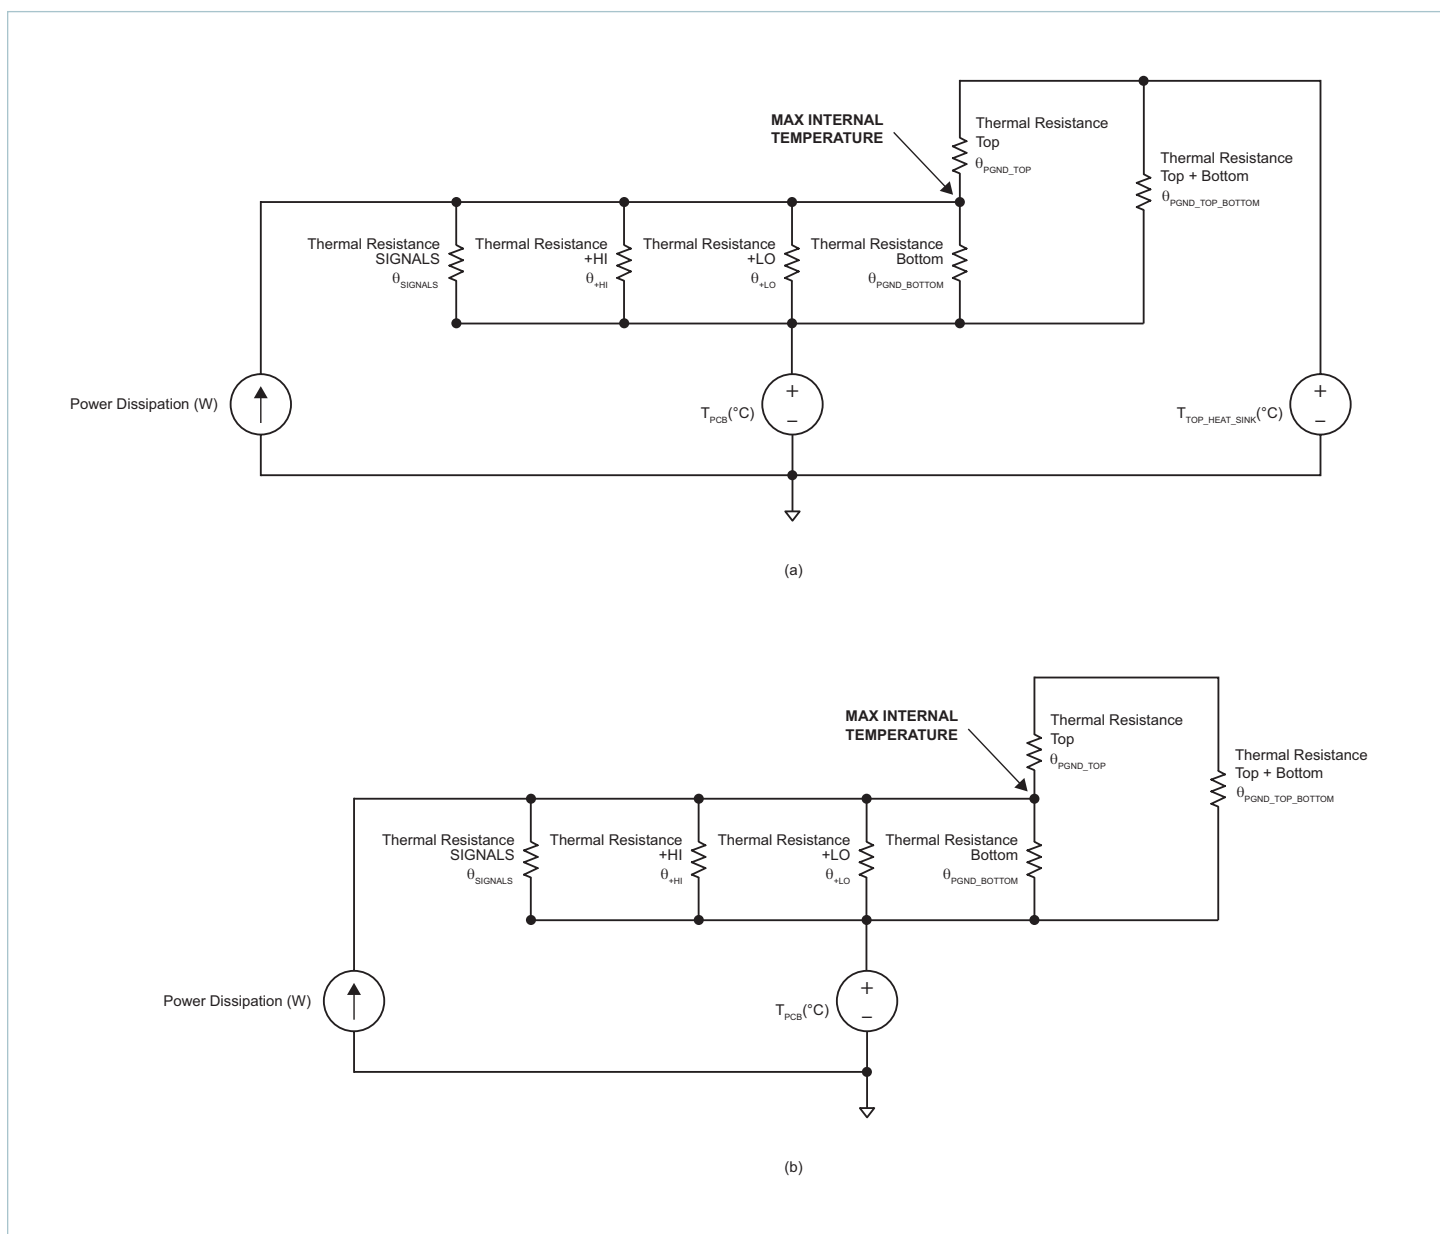 MAX INTERNAL
TEMPERATURE
Thermal Resistance
Top
θPGND_TOP
Thermal Resistance
Top + Bottom
θPGND_TOP_BOTTOM
Thermal Resistance
SIGNALS
θSIGNALS
Thermal Resistance
+HI
θ+HI
Thermal Resistance
+LO
θ+LO
Thermal Resistance
Bottom
θPGND_BOTTOM
Power Dissipation (W)
TPCB(°C)
+
–
TTOP_HEAT_SINK(°C)
+
–
(a)
MAX INTERNAL
TEMPERATURE
Thermal Resistance
Top
θPGND_TOP
Thermal Resistance
Top + Bottom
θPGND_TOP_BOTTOM
Thermal Resistance
SIGNALS
θSIGNALS
Thermal Resistance
+HI
θ+HI
Thermal Resistance
+LO
θ+LO
Thermal Resistance
Bottom
θPGND_BOTTOM
Power Dissipation (W)
TPCB(°C)
+
–
(b)